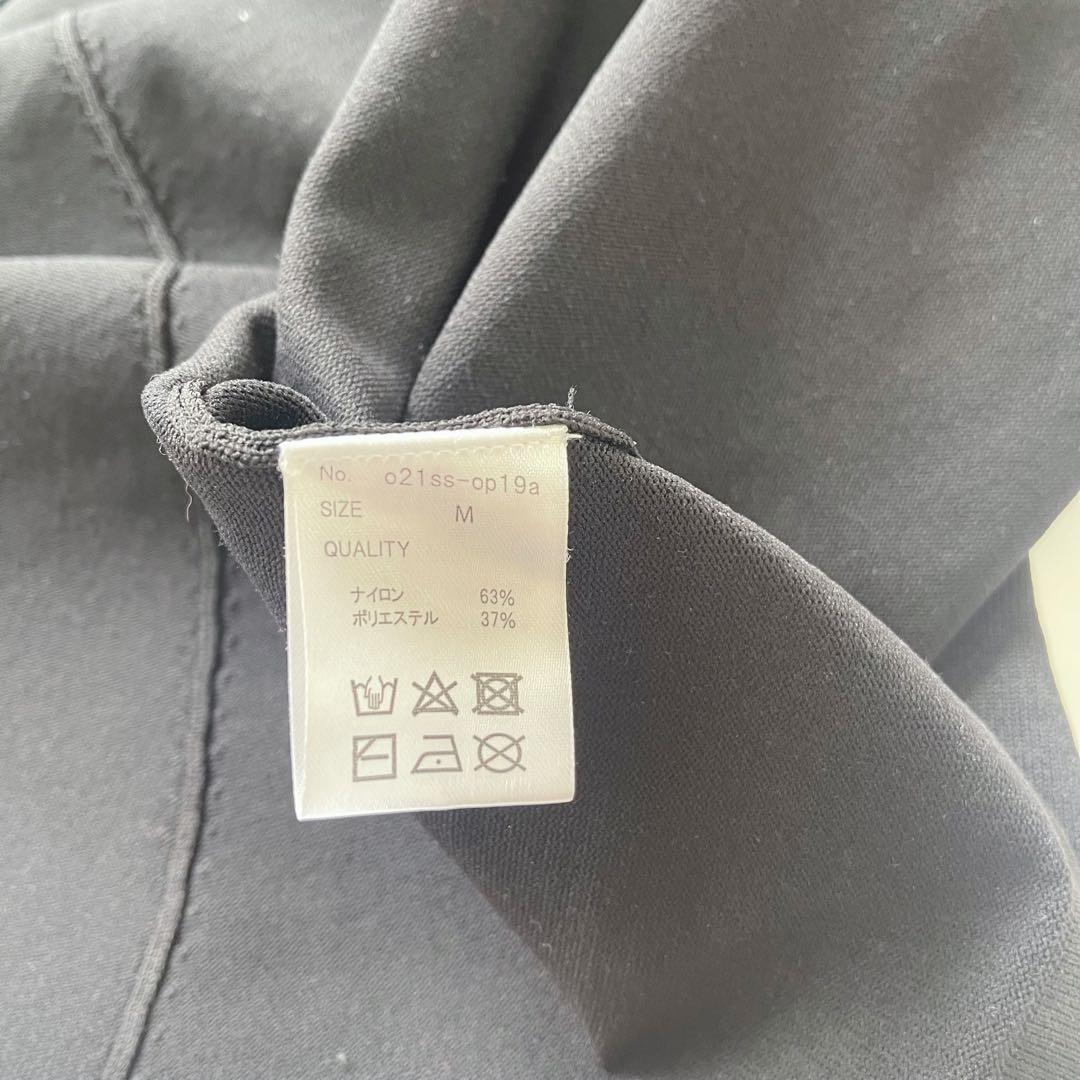 No. o21ss-op19a
SIZE M
QUALITY
ナイロン 63%
ポリエステル 37%